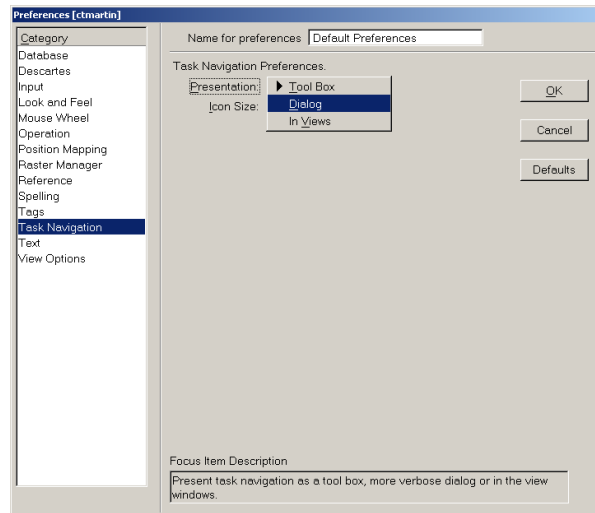 Preferences [ctmartin]
Category
Database
Descartes
Input
Look and Feel
Mouse Wheel
Operation
Position Mapping
Raster Manager
Reference
Spelling
Tags
Task Navigation
Text
View Options
Name for preferences Default Preferences
Task Navigation Preferences.
Presentation: Tool Box
Icon Size: Dialog
In Views
OK
Cancel
Defaults
Focus Item Description
Present task navigation as a tool box, more verbose dialog or in the view
windows.